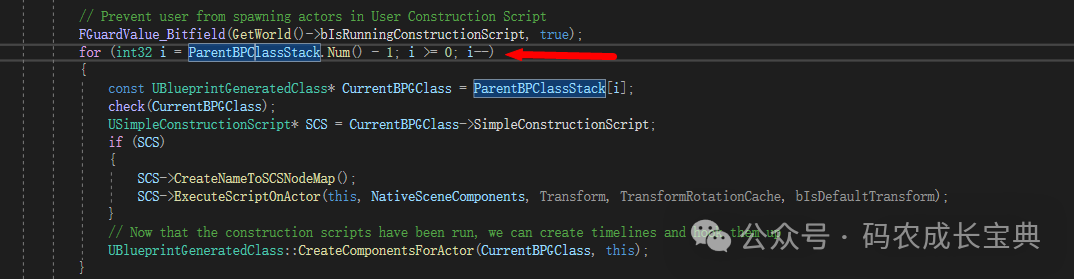 // Prevent user from spawning actors in User Construction Script
FGuardValue_Bitfield(GetWorld()->bIsRunningConstructionScript, true);
for (int32 i = ParentBPClassStack.Num() - 1; i >= 0; i--)
{
const UBlueprintGeneratedClass* CurrentBPGClass = ParentBPClassStack[i];
check(CurrentBPGClass);
USimpleConstructionScript* SCS = CurrentBPGClass->SimpleConstructionScript;
if (SCS)
{
SCS->CreateNameToSCSNodeMap();
SCS->ExecuteScriptOnActor(this, NativeSceneComponents, Transform, TransformRotationCache, bIsDefaultTransform);
}
// Now that the construction scripts have been run, we can create timelines and hook them up
UBlueprintGeneratedClass::CreateComponentsForActor(CurrentBPGClass, this);
}
公众号 · 码农成长宝典